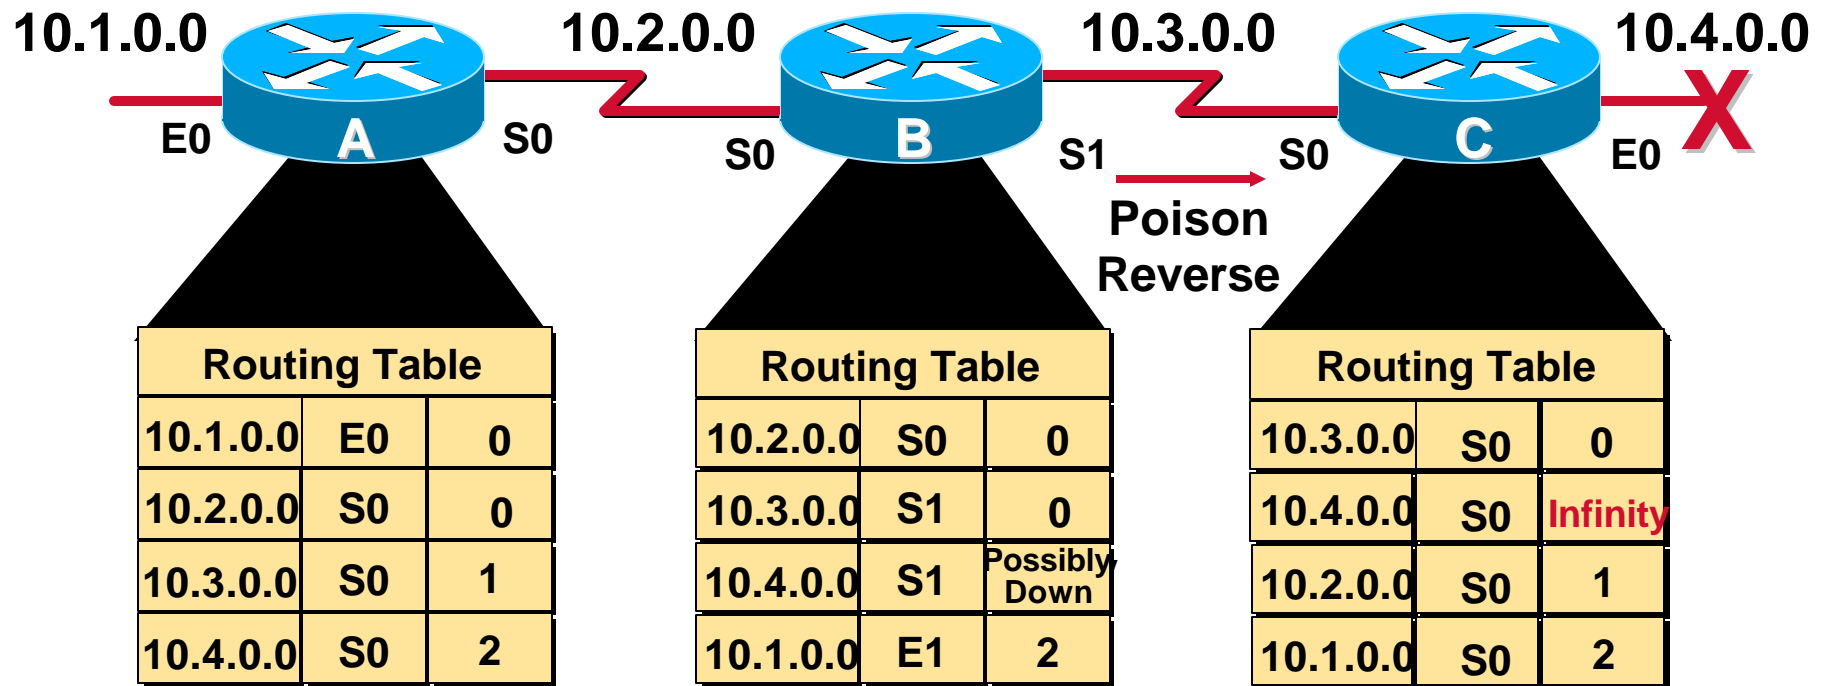 10.1.0.0 10.2.0.0 10.3.0.0 10.4.0.0
E0 A S0 S0 B S1 S0 C E0 X
Poison
Reverse
Routing Table
10.1.0.0 E0 0
10.2.0.0 S0 0
10.3.0.0 S0 1
10.4.0.0 S0 2
Routing Table
10.2.0.0 S0 0
10.3.0.0 S1 0
10.4.0.0 S1 Possibly
Down
10.1.0.0 E1 2
Routing Table
10.3.0.0 S0 0
10.4.0.0 S0 Infinity
10.2.0.0 S0 1
10.1.0.0 S0 2